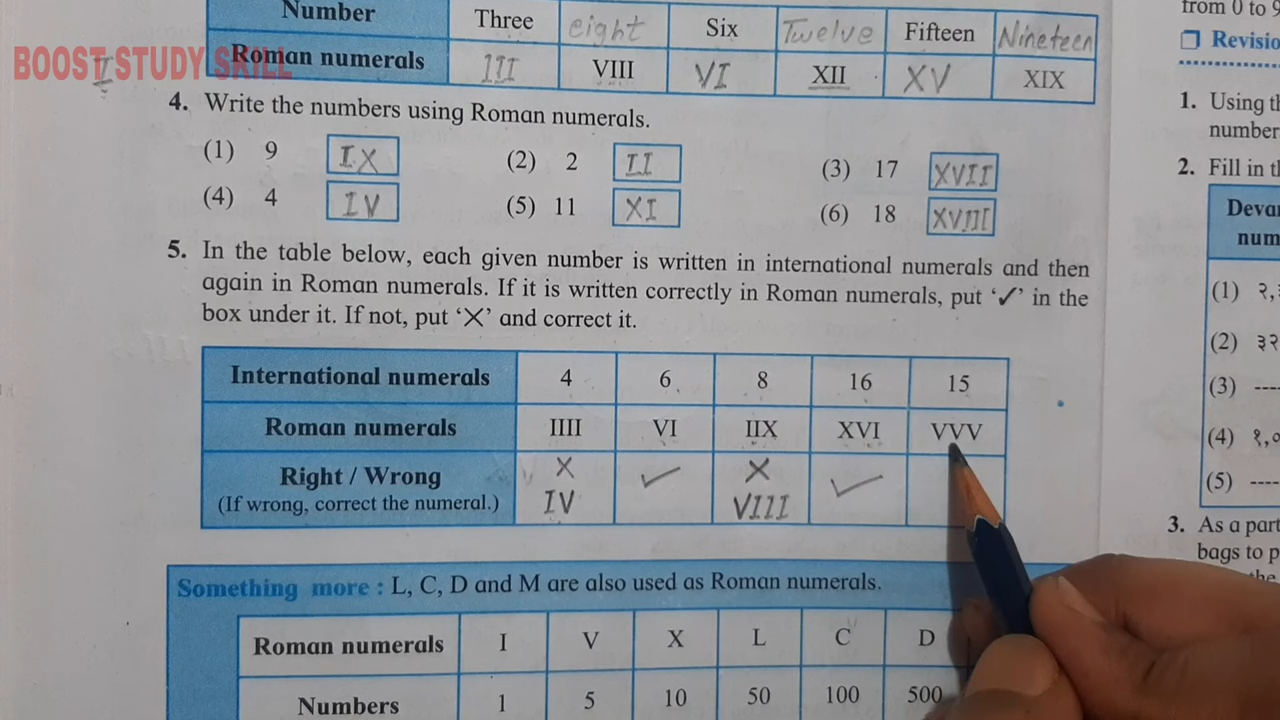 Number Three eight Six Twelve Fifteen Nineteen
BOOST STUDY SKILL
Roman numerals III VIII VI XII XV XIX
4. Write the numbers using Roman numerals.
(1) 9 IX (2) 2 II (3) 17 XVII
(4) 4 IV (5) 11 XI (6) 18 XVIII
5. In the table below, each given number is written in international numerals and then
again in Roman numerals. If it is written correctly in Roman numerals, put ‘✓’ in the
box under it. If not, put ‘✕’ and correct it.
International numerals 4 6 8 16 15
Roman numerals IIII VI IIX XVI VVV
Right / Wrong ✕ ✓ ✕ ✓
(If wrong, correct the numeral.) IV VIII
Something more : L, C, D and M are also used as Roman numerals.
Roman numerals I V X L C D
Numbers 1 5 10 50 100 500
from 0 to 9
1. Using
number
2. Fill in
num
(1) २,
(2) ३२
(3) ---
(4) १,०
(5) ----
3. As a part
bags to